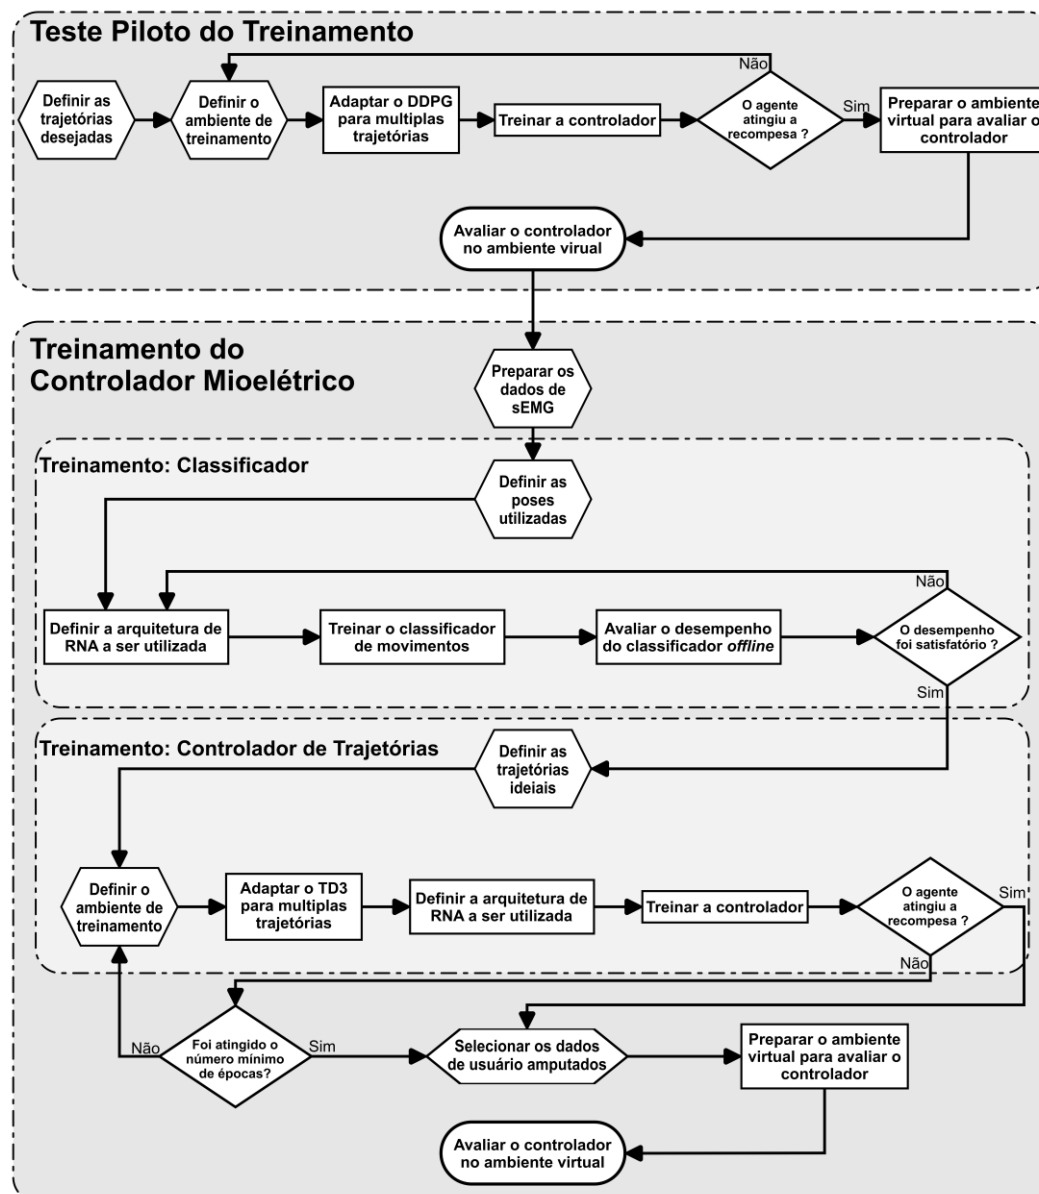 Teste Piloto do Treinamento
Não
Definir as
trajetórias
desejadas
Definir o
ambiente de
treinamento
Adaptar o DDPG
para multiplas
trajetórias
Treinar a controlador
O agente
atingiu a
recompesa ?
Sim
Preparar o ambiente
virtual para avaliar o
controlador
Avaliar o controlador
no ambiente virual
Treinamento do
Controlador Mioelétrico
Preparar os
dados de
sEMG
Treinamento: Classificador
Definir as
poses
utilizadas
Não
Definir a arquitetura de
RNA a ser utilizada
Treinar o classificador
de movimentos
Avaliar o desempenho
do classificador offline
O desempenho
foi satisfatório ?
Sim
Treinamento: Controlador de Trajetórias
Definir as
trajetórias
ideiais
Definir o
ambiente de
treinamento
Adaptar o TD3
para multiplas
trajetórias
Definir a arquitetura de
RNA a ser utilizada
Treinar a controlador
O agente
atingiu a
recompesa ?
Sim
Não
Não
Foi atingido o
número mínimo
de épocas?
Sim
Selecionar os dados
de usuário amputados
Preparar o ambiente
virtual para avaliar o
controlador
Avaliar o controlador
no ambiente virtual